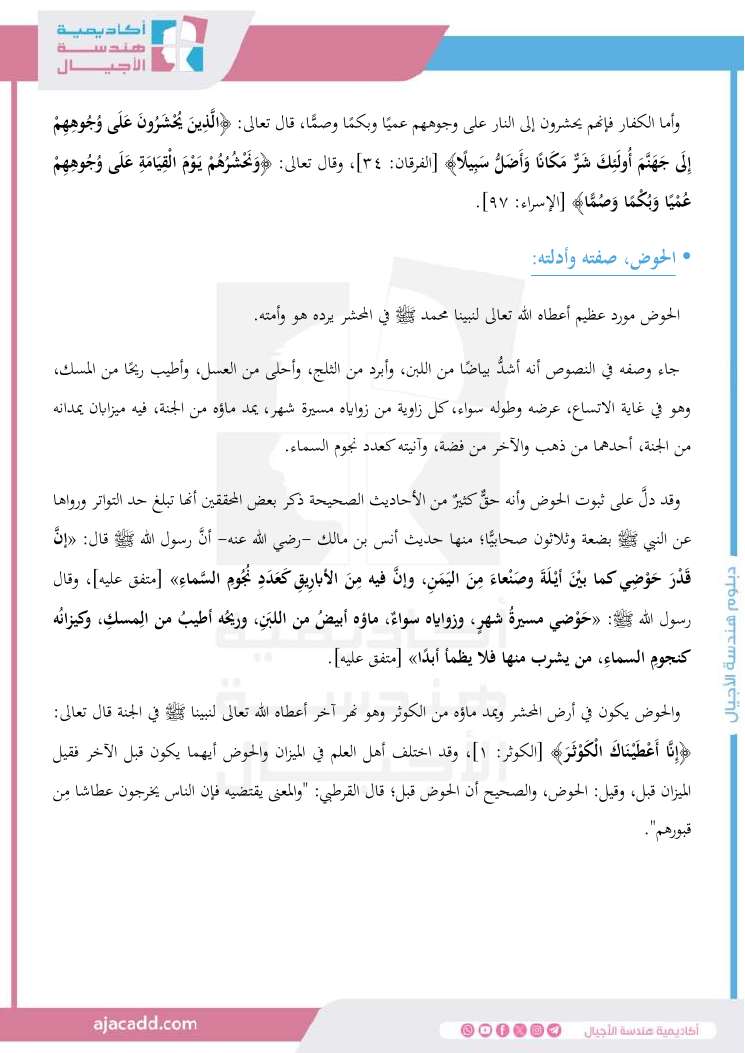 أكاديمية
هندسة
الأجيال
وأما الكفار فإنهم يحشرون إلى النار على وجوههم عميًا وبكمًا وصمًّا، قال تعالى: ﴿الَّذِينَ يُحْشَرُونَ عَلَى وُجُوهِهِمْ
إِلَى جَهَنَّمَ أُولَئِكَ شَرٌّ مَكَانًا وَأَضَلُّ سَبِيلًا﴾ [الفرقان: ٣٤]، وقال تعالى: ﴿وَنَحْشُرُهُمْ يَوْمَ الْقِيَامَةِ عَلَى وُجُوهِهِمْ
عُمْيًا وَبُكْمًا وَصُمًّا﴾ [الإسراء: ٩٧].
• الحوض، صفته وأدلته:
الحوض مورد عظيم أعطاه الله تعالى لنبينا محمد ﷺ في المحشر يرده هو وأمته.
جاء وصفه في النصوص أنه أشدُّ بياضًا من اللبن، وأبرد من الثلج، وأحلى من العسل، وأطيب ريحًا من المسك،
وهو في غاية الاتساع، عرضه وطوله سواء، كل زاوية من زواياه مسيرة شهر، يمد ماؤه من الجنة، فيه ميزابان يمدانه
من الجنة، أحدهما من ذهب والآخر من فضة، وآنيته كعدد نجوم السماء.
وقد دلَّ على ثبوت الحوض وأنه حقٌّ كثيرٌ من الأحاديث الصحيحة ذكر بعض المحققين أنها تبلغ حد التواتر ورواها
عن النبي ﷺ بضعة وثلاثون صحابيًّا؛ منها حديث أنس بن مالك –رضي الله عنه– أنَّ رسول الله ﷺ قال: «إنَّ
قَدْرَ حَوْضِي كما بيْنَ أيْلَةَ وصَنْعاءَ مِنَ اليَمَنِ، وإنَّ فيه مِنَ الأبارِيقِ كَعَدَدِ نُجُومِ السَّماءِ» [متفق عليه]، وقال
رسول الله ﷺ: «حَوْضي مسيرةُ شهرٍ، وزواياه سواءٌ، ماؤه أبيضُ من اللبَنِ، وريحُه أطيبُ من المِسكِ، وكيزانُه
كنجومِ السماءِ، من يشرب منها فلا يظمأ أبدًا» [متفق عليه].
والحوض يكون في أرض المحشر ويمد ماؤه من الكوثر وهو نهر آخر أعطاه الله تعالى لنبينا ﷺ في الجنة قال تعالى:
﴿إِنَّا أَعْطَيْنَاكَ الْكَوْثَرَ﴾ [الكوثر: ١]، وقد اختلف أهل العلم في الميزان والحوض أيهما يكون قبل الآخر فقيل
الميزان قبل، وقيل: الحوض، والصحيح أن الحوض قبل؛ قال القرطبي: "والمعنى يقتضيه فإن الناس يخرجون عطاشا مِن
قبورهم".
دبلوم هندسة الأجيال
أكاديمية
هندسة
الأجيال
أكاديمية هندسة الأجيال
ajacadd.com